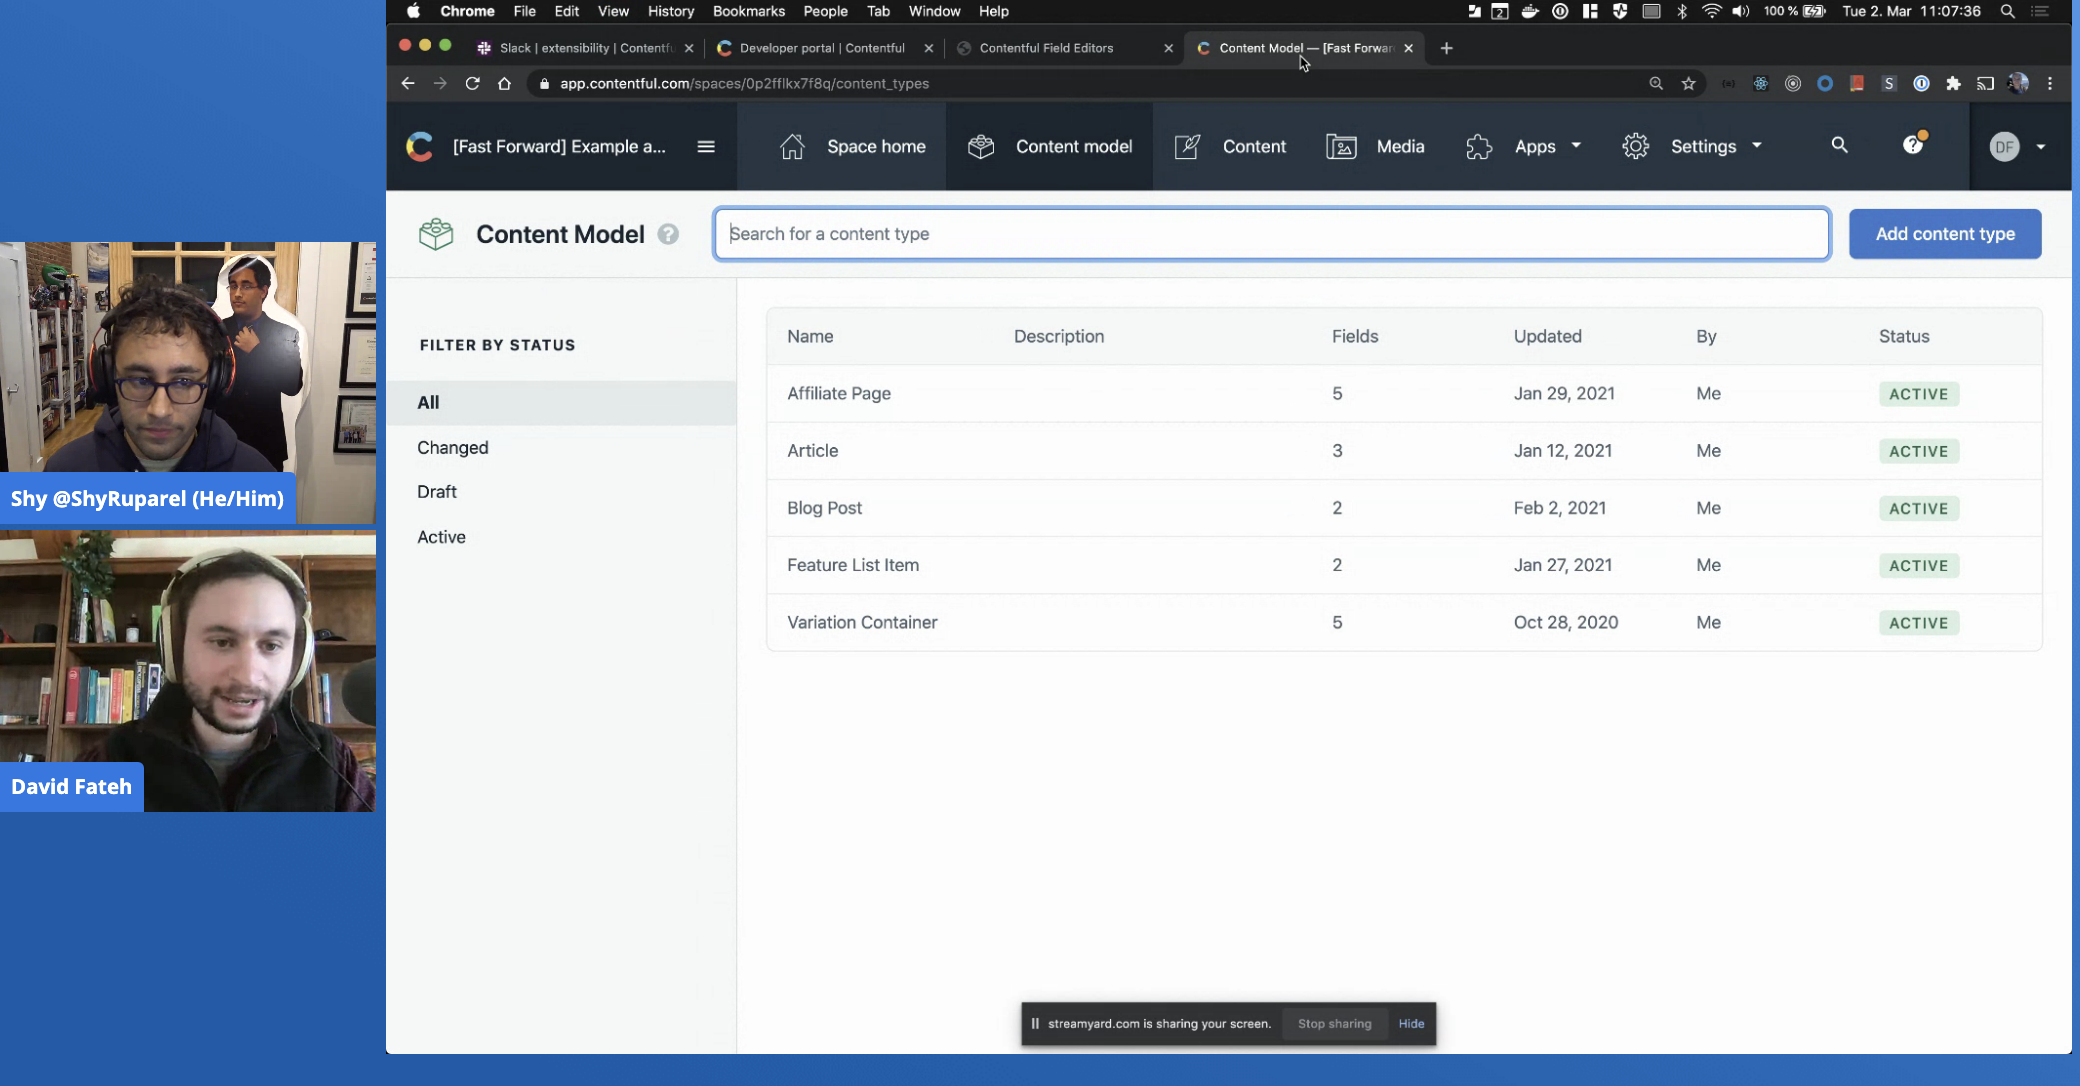 Chrome File Edit View History Bookmarks People Tab Window Help
2 100 % Tue 2. Mar 11:07:36
Slack | extensibility | Contentfu
Developer portal | Contentful
Contentful Field Editors
Content Model — [Fast Forwar
app.contentful.com/spaces/0p2fflkx7f8q/content_types
S
[Fast Forward] Example a...
Space home
Content model
Content
Media
Apps
Settings
?
DF
Content Model ?
Search for a content type
Add content type
FILTER BY STATUS
All
Changed
Draft
Active
Name Description Fields Updated By Status
Affiliate Page 5 Jan 29, 2021 Me ACTIVE
Article 3 Jan 12, 2021 Me ACTIVE
Blog Post 2 Feb 2, 2021 Me ACTIVE
Feature List Item 2 Jan 27, 2021 Me ACTIVE
Variation Container 5 Oct 28, 2020 Me ACTIVE
Shy @ShyRuparel (He/Him)
David Fateh
streamyard.com is sharing your screen. Stop sharing Hide